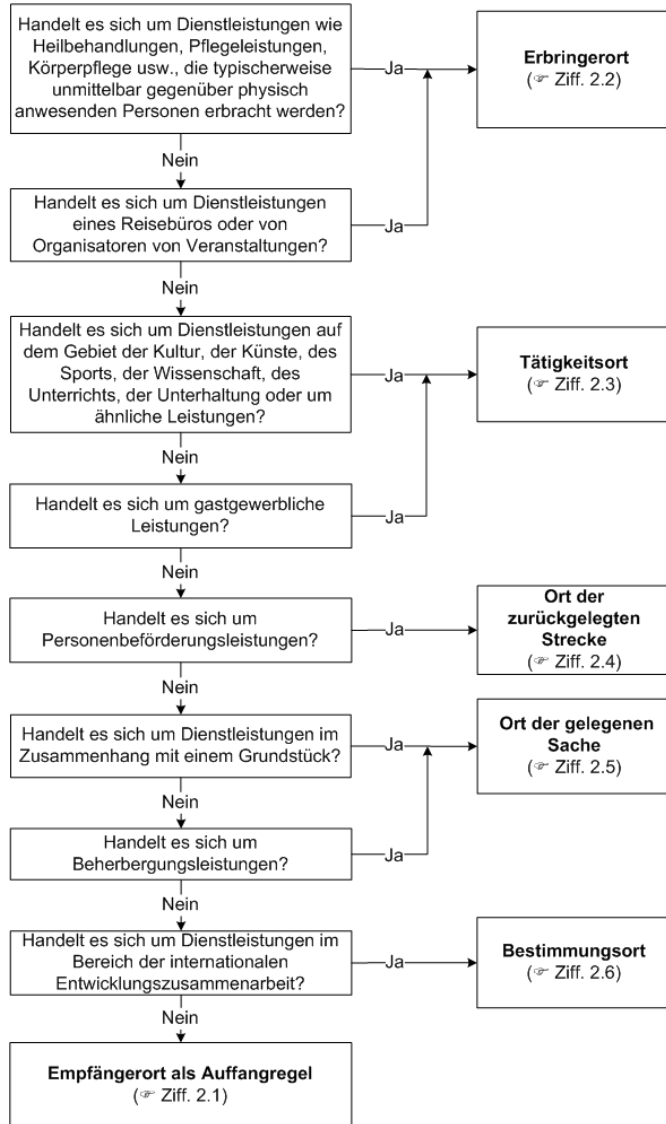 Handelt es sich um Dienstleistungen wie
Heilbehandlungen, Pflegeleistungen,
Körperpflege usw., die typischerweise
unmittelbar gegenüber physisch
anwesenden Personen erbracht werden?
Ja
Erbringerort
(☞ Ziff. 2.2)
Nein
Handelt es sich um Dienstleistungen
eines Reisebüros oder von
Organisatoren von Veranstaltungen?
Ja
Nein
Handelt es sich um Dienstleistungen auf
dem Gebiet der Kultur, der Künste, des
Sports, der Wissenschaft, des
Unterrichts, der Unterhaltung oder um
ähnliche Leistungen?
Ja
Tätigkeitsort
(☞ Ziff. 2.3)
Nein
Handelt es sich um gastgewerbliche
Leistungen?
Ja
Nein
Handelt es sich um
Personenbeförderungsleistungen?
Ja
Ort der
zurückgelegten
Strecke
(☞ Ziff. 2.4)
Nein
Handelt es sich um Dienstleistungen im
Zusammenhang mit einem Grundstück?
Ja
Ort der gelegenen
Sache
(☞ Ziff. 2.5)
Nein
Handelt es sich um
Beherbergungsleistungen?
Ja
Nein
Handelt es sich um Dienstleistungen im
Bereich der internationalen
Entwicklungszusammenarbeit?
Ja
Bestimmungsort
(☞ Ziff. 2.6)
Nein
Empfängerort als Auffangregel
(☞ Ziff. 2.1)